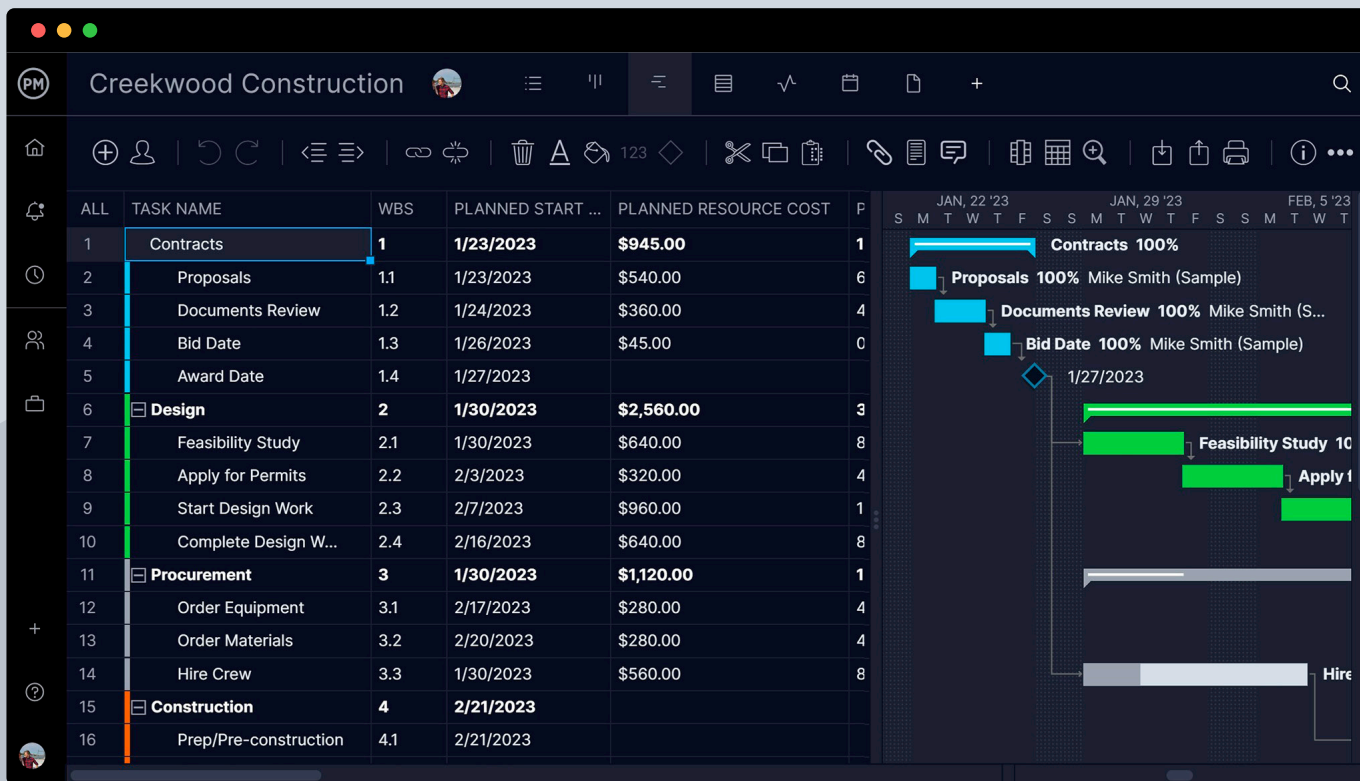 PM Creekwood Construction
123
ALL TASK NAME WBS PLANNED START ... PLANNED RESOURCE COST P JAN, 22 '23 JAN, 29 '23 FEB, 5 '23
S M T W T F S S M T W T F S S M T W T
1 Contracts 1 1/23/2023 $945.00 1 Contracts 100%
2 Proposals 1.1 1/23/2023 $540.00 6 Proposals 100% Mike Smith (Sample)
3 Documents Review 1.2 1/24/2023 $360.00 4 Documents Review 100% Mike Smith (S...
4 Bid Date 1.3 1/26/2023 $45.00 0 Bid Date 100% Mike Smith (Sample)
5 Award Date 1.4 1/27/2023 1/27/2023
6 Design 2 1/30/2023 $2,560.00 3
7 Feasibility Study 2.1 1/30/2023 $640.00 8 Feasibility Study 10
8 Apply for Permits 2.2 2/3/2023 $320.00 4 Apply f
9 Start Design Work 2.3 2/7/2023 $960.00 1
10 Complete Design W... 2.4 2/16/2023 $640.00 8
11 Procurement 3 1/30/2023 $1,120.00 1
12 Order Equipment 3.1 2/17/2023 $280.00 4
13 Order Materials 3.2 2/20/2023 $280.00 4
14 Hire Crew 3.3 1/30/2023 $560.00 8 Hire
15 Construction 4 2/21/2023
16 Prep/Pre-construction 4.1 2/21/2023